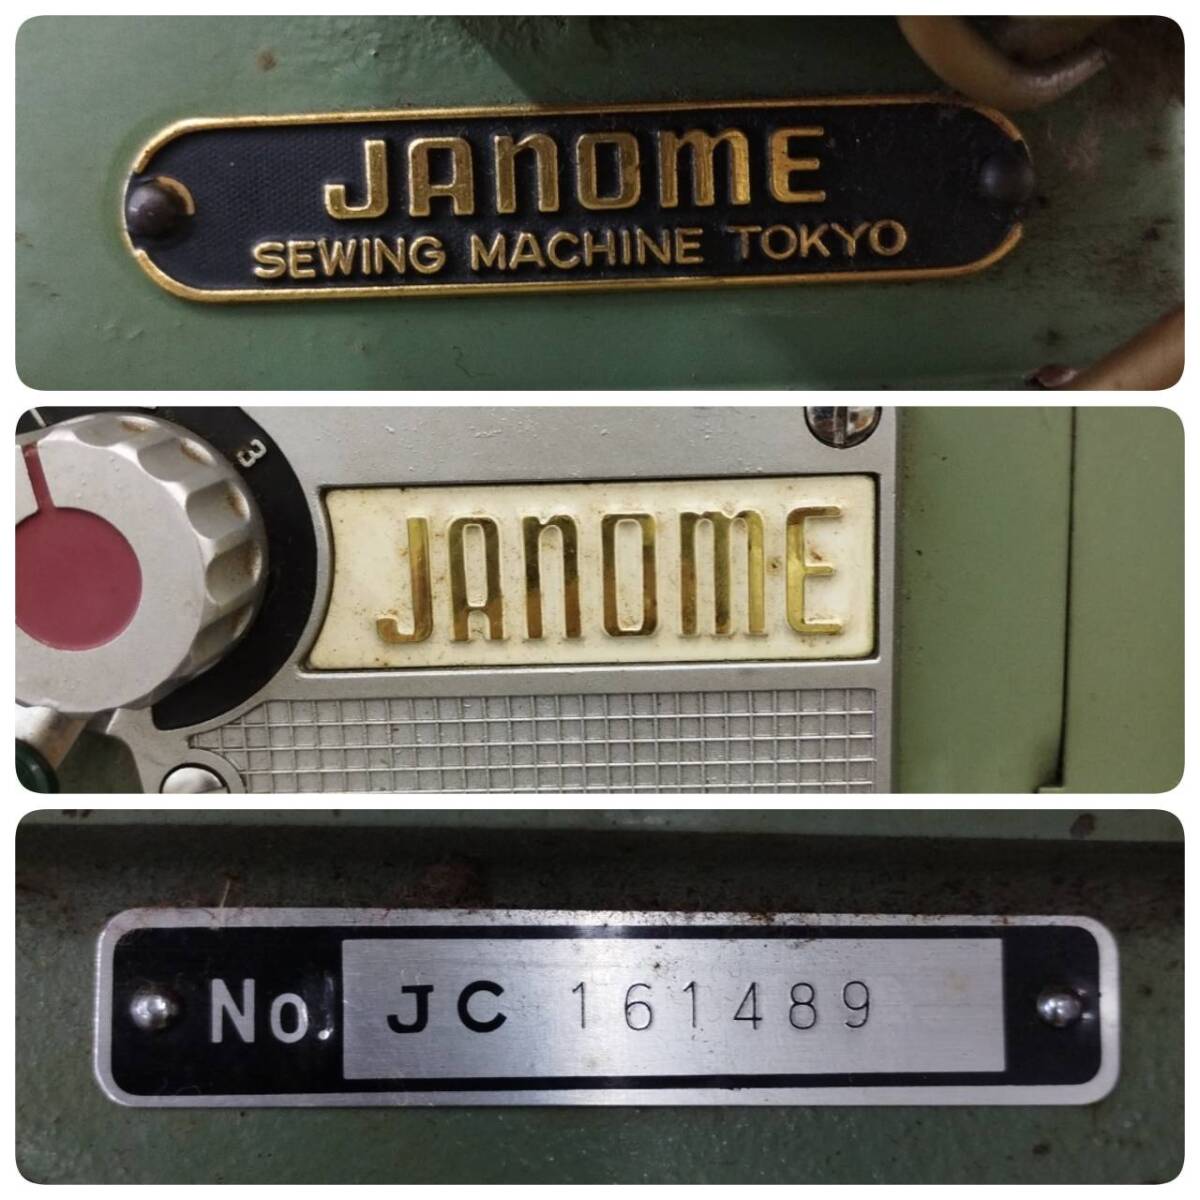 JANOME
SEWING MACHINE TOKYO
3
JANOME
No. JC 161489